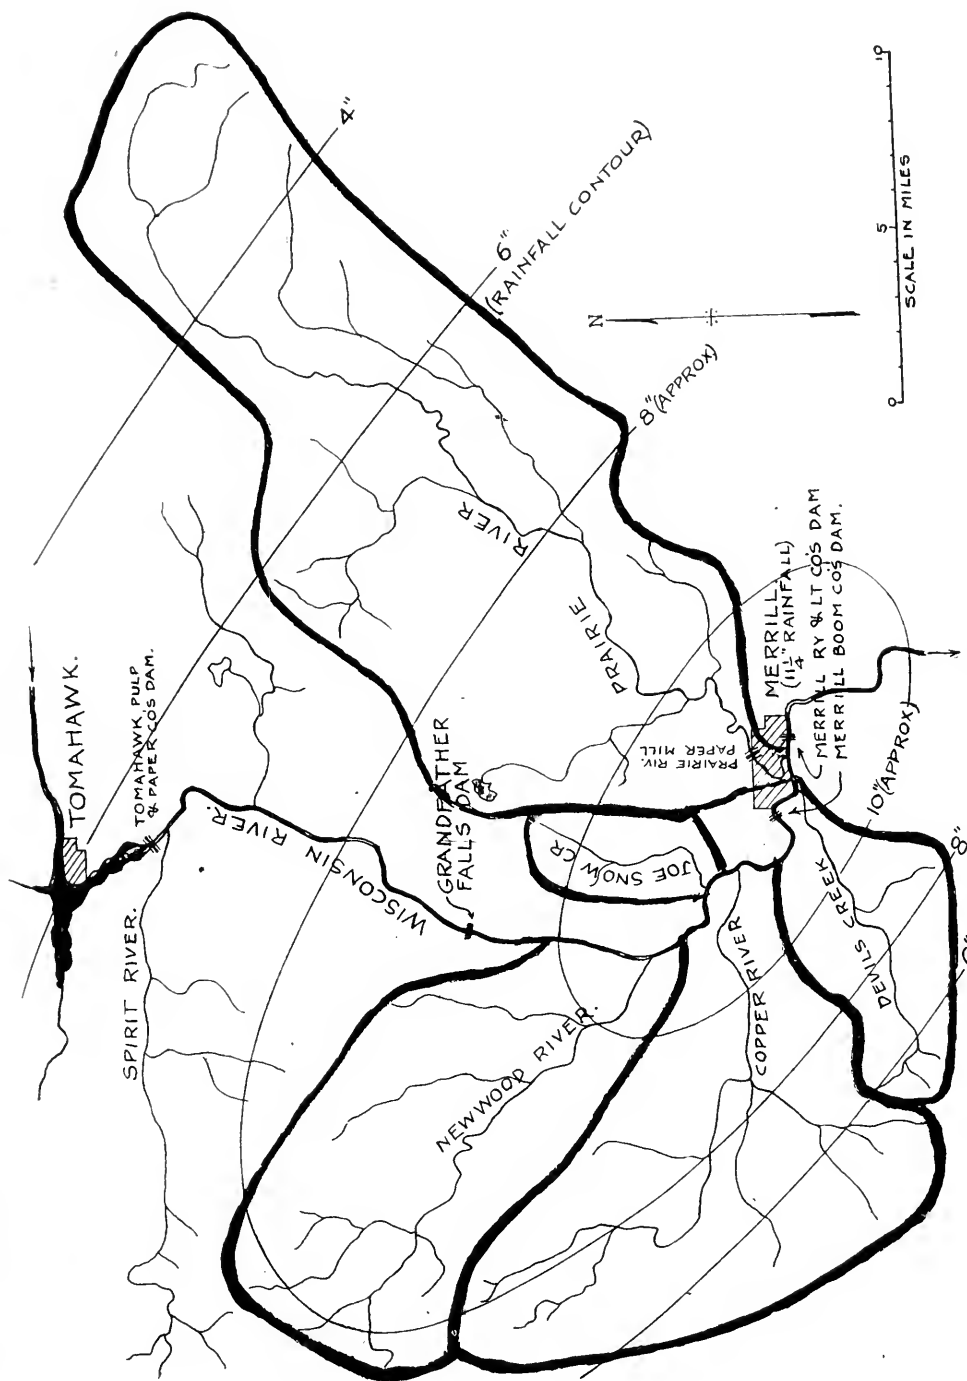 TOMAHAWK.
TOMAHAWK PULP
& PAPER CO'S DAM.
SPIRIT RIVER.
WISCONSIN RIVER.
GRANDFATHER
FALLS DAM
4"
6"
(RAINFALL CONTOUR)
8" (APPROX)
PRAIRIE RIVER
N
SCALE IN MILES
0 5 10
PRAIRIE RIV.
PAPER MILL
MERRILL.
(11 1/4" RAINFALL)
MERRILL RY & LT CO'S DAM
MERRILL BOOM CO'S DAM.
10" (APPROX)
JOE SNOW CR
NEWWOOD RIVER.
COPPER RIVER
DEVILS CREEK
8"